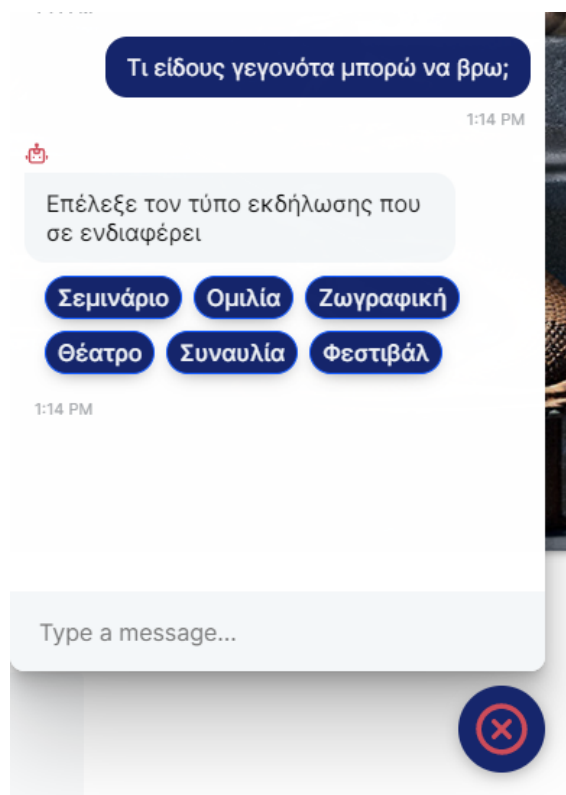 Τι είδους γεγονότα μπορώ να βρω;
1:14 PM
Επέλεξε τον τύπο εκδήλωσης που
σε ενδιαφέρει
Σεμινάριο Ομιλία Ζωγραφική
Θέατρο Συναυλία Φεστιβάλ
1:14 PM
Type a message...